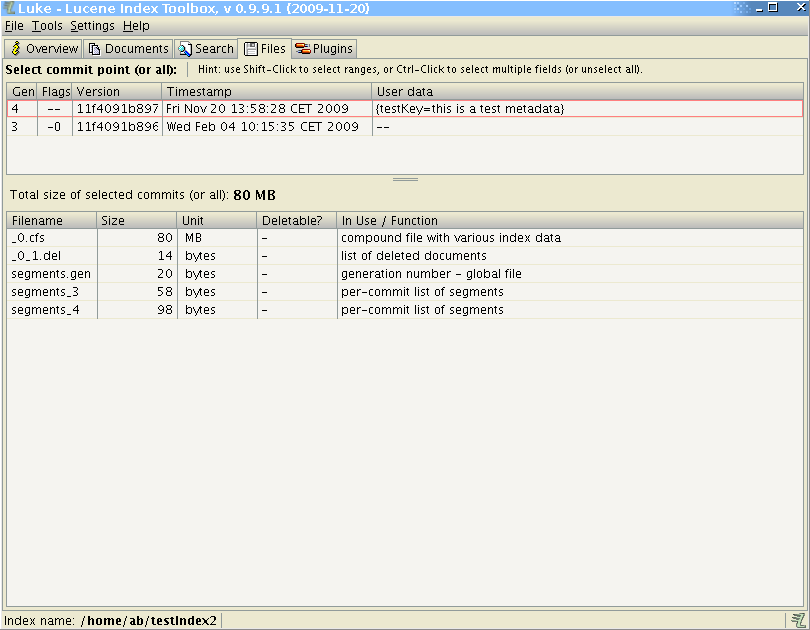 Luke - Lucene Index Toolbox, v 0.9.9.1 (2009-11-20)
File Tools Settings Help
Overview Documents Search Files Plugins
Select commit point (or all): Hint: use Shift-Click to select ranges, or Ctrl-Click to select multiple fields (or unselect all).
Gen Flags Version Timestamp User data
4 -- 11f4091b897 Fri Nov 20 13:58:28 CET 2009 {testKey=this is a test metadata}
3 -0 11f4091b896 Wed Feb 04 10:15:35 CET 2009 --
Total size of selected commits (or all): 80 MB
Filename Size Unit Deletable? In Use / Function
_0.cfs 80 MB - compound file with various index data
_0_1.del 14 bytes - list of deleted documents
segments.gen 20 bytes - generation number - global file
segments_3 58 bytes - per-commit list of segments
segments_4 98 bytes - per-commit list of segments
Index name: /home/ab/testIndex2